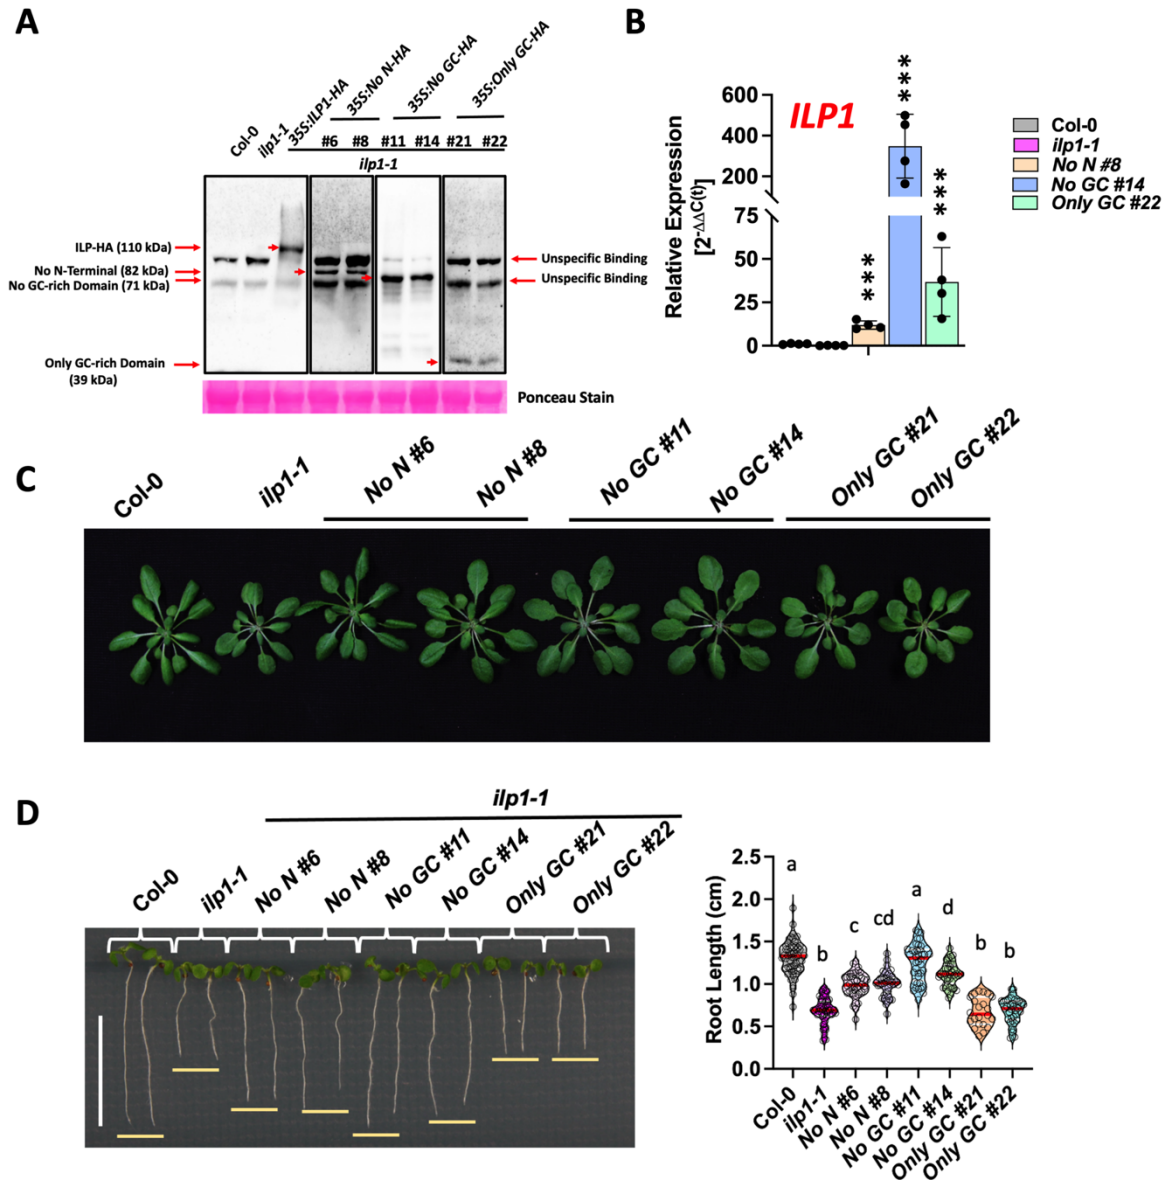 A
Col-0
ilp1-1
35S:ILP1-HA
35S:No N-HA
35S:No GC-HA
35S:Only GC-HA
#6 #8 #11 #14 #21 #22
ilp1-1
ILP-HA (110 kDa)
No N-Terminal (82 kDa)
No GC-rich Domain (71 kDa)
Only GC-rich Domain
(39 kDa)
Unspecific Binding
Unspecific Binding
Ponceau Stain
B
ILP1
Relative Expression
[2-ΔΔC(t)]
600
400
200
75
50
25
0
***
***
***
Col-0
ilp1-1
No N #8
No GC #14
Only GC #22
C
Col-0
ilp1-1
No N #6
No N #8
No GC #11
No GC #14
Only GC #21
Only GC #22
D
ilp1-1
Col-0
ilp1-1
No N #6
No N #8
No GC #11
No GC #14
Only GC #21
Only GC #22
Root Length (cm)
2.5
2.0
1.5
1.0
0.5
0.0
a
b
c
cd
a
d
b
b
Col-0
ilp1-1
No N #6
No N #8
No GC #11
No GC #14
Only GC #21
Only GC #22